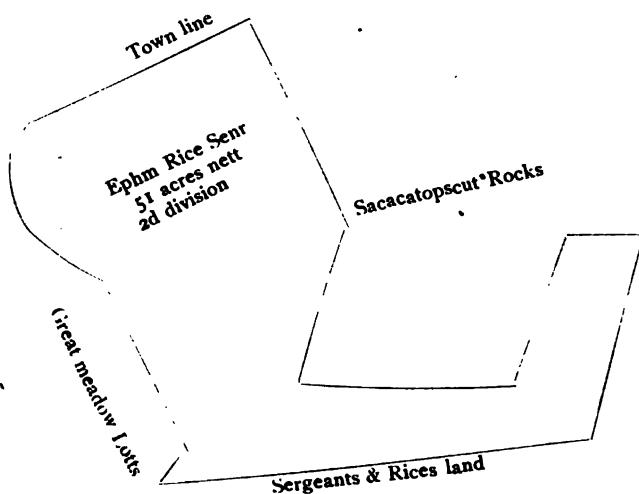 Town line
Ephm Rice Senr
51 acres nett
2d division
Sacacatopscut Rocks
Great meadow Lotts
Sergeants & Rices land